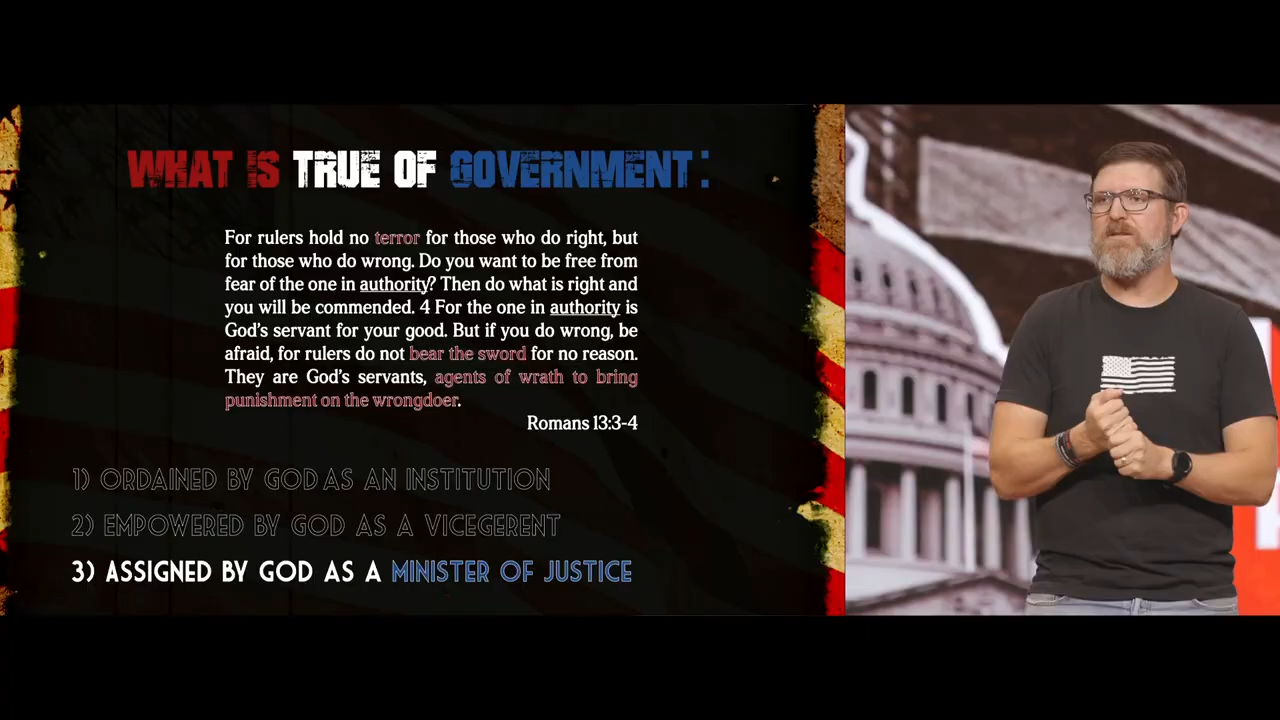 WHAT IS TRUE OF GOVERNMENT:
For rulers hold no terror for those who do right, but
for those who do wrong. Do you want to be free from
fear of the one in authority? Then do what is right and
you will be commended. 4 For the one in authority is
God's servant for your good. But if you do wrong, be
afraid, for rulers do not bear the sword for no reason.
They are God's servants, agents of wrath to bring
punishment on the wrongdoer.
Romans 13:3-4
1) ORDAINED BY GOD AS AN INSTITUTION
2) EMPOWERED BY GOD AS A VICEGERENT
3) ASSIGNED BY GOD AS A MINISTER OF JUSTICE